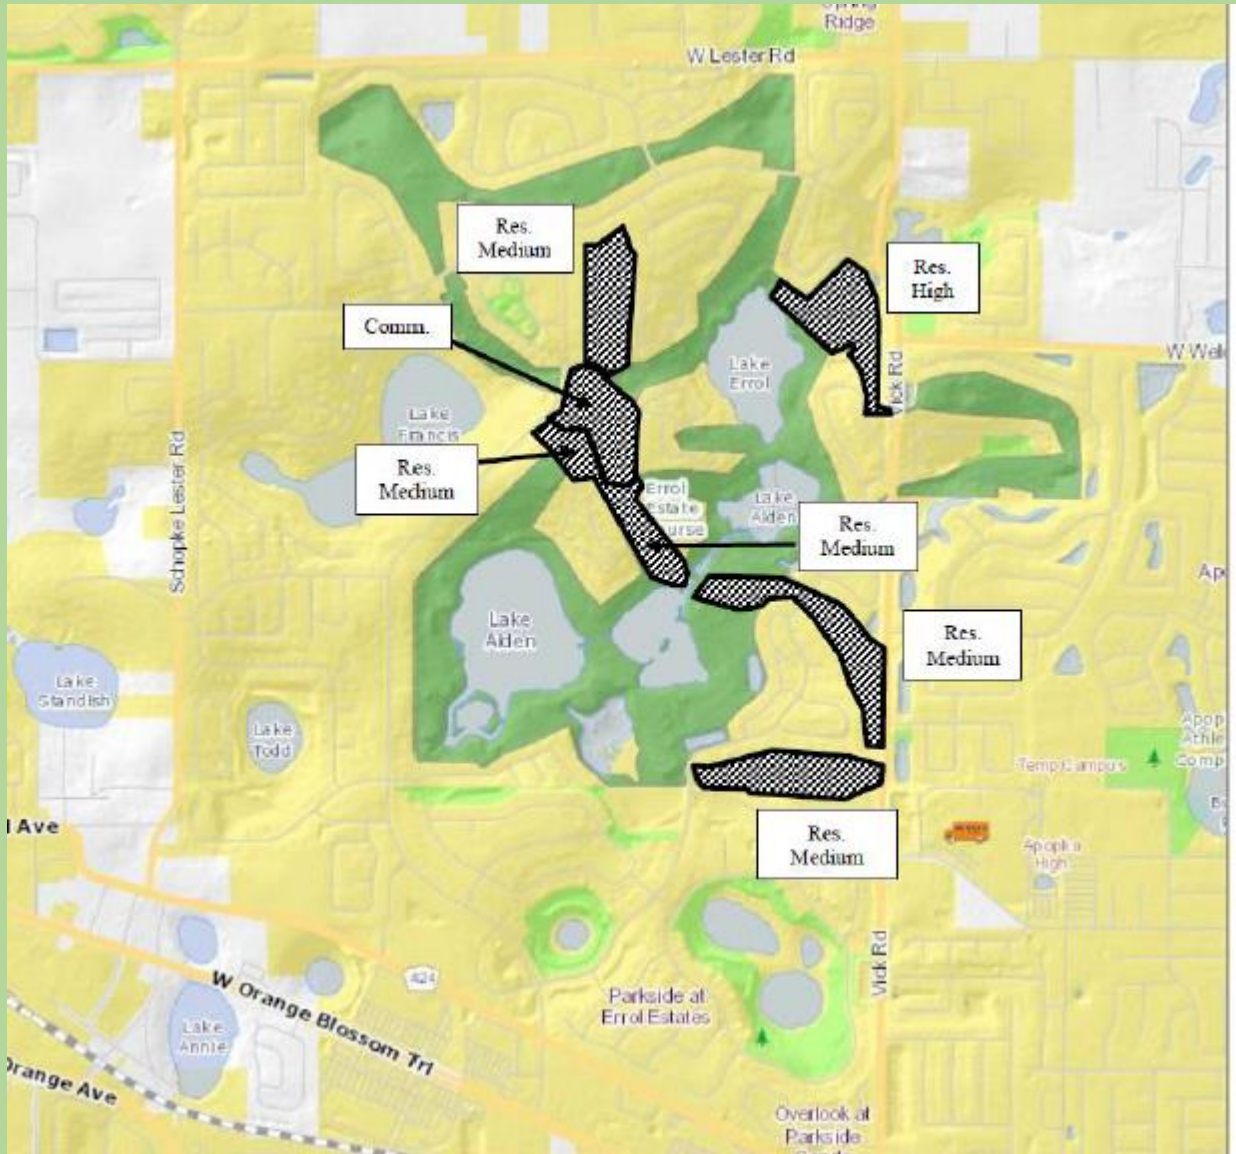 Ridge
W Lester Rd
Res.
Medium
Res.
High
Comm.
W Wel
Lake
Errol
Vick Rd
Lake
Francis
Res.
Medium
Schopke Lester Rd
Errol
Estate
urse
Lake
Alden
Res.
Medium
Ap
Lake
Alden
Res.
Medium
Lake
Standish
Lake
Todd
Apop
Athle
Comp
Temp Campus
l Ave
Res.
Medium
Apopka
High
424
Vick Rd
W Orange Blossom Trl
Parkside at
Errol Estates
Lake
Annie
Orange Ave
Overlook at
Parkside